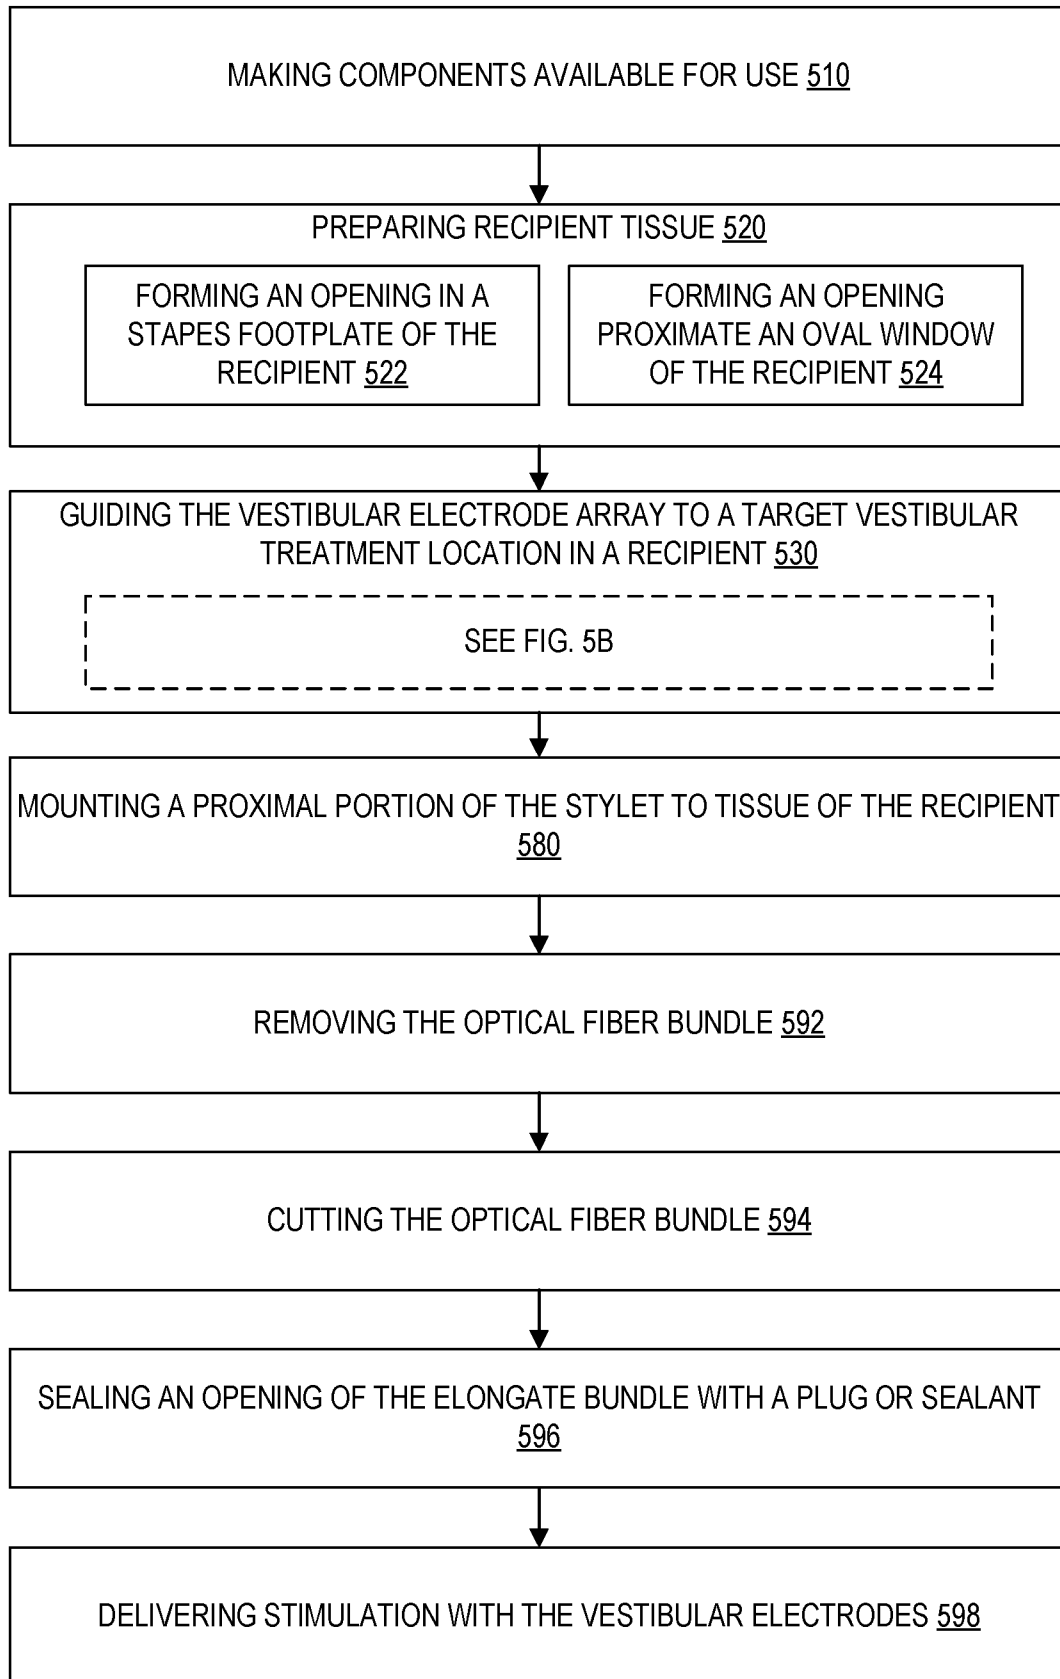 MAKING COMPONENTS AVAILABLE FOR USE 510
PREPARING RECIPIENT TISSUE 520
FORMING AN OPENING IN A
STAPES FOOTPLATE OF THE
RECIPIENT 522
FORMING AN OPENING
PROXIMATE AN OVAL WINDOW
OF THE RECIPIENT 524
GUIDING THE VESTIBULAR ELECTRODE ARRAY TO A TARGET VESTIBULAR
TREATMENT LOCATION IN A RECIPIENT 530
SEE FIG. 5B
MOUNTING A PROXIMAL PORTION OF THE STYLET TO TISSUE OF THE RECIPIENT
580
REMOVING THE OPTICAL FIBER BUNDLE 592
CUTTING THE OPTICAL FIBER BUNDLE 594
SEALING AN OPENING OF THE ELONGATE BUNDLE WITH A PLUG OR SEALANT
596
DELIVERING STIMULATION WITH THE VESTIBULAR ELECTRODES 598